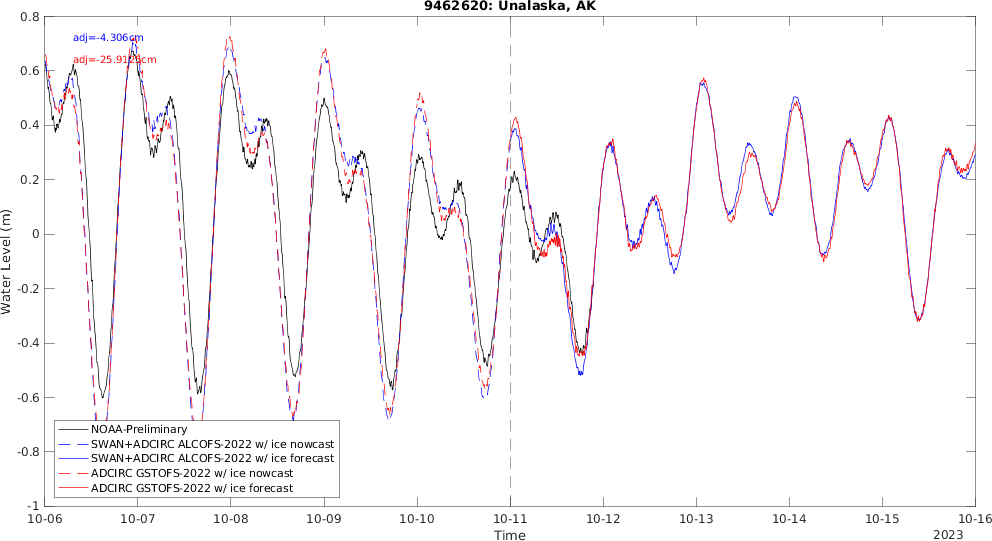 9462620: Unalaska, AK
adj=-4.306cm
Water Level (m)
0.8
0.6
0.4
0.2
0
-0.2
-0.4
-0.6
-0.8
-1
NOAA-Preliminary
SWAN+ADCIRC ALCOFS-2022 w/ ice nowcast
SWAN+ADCIRC ALCOFS-2022 w/ ice forecast
ADCIRC GSTOFS-2022 w/ ice nowcast
ADCIRC GSTOFS-2022 w/ ice forecast
10-06 10-07 10-08 10-09 10-10 10-11 10-12 10-13 10-14 10-15 10-16
Time
2023